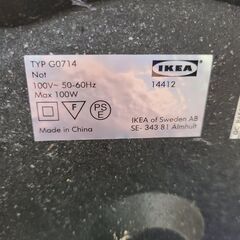 TYP G0714
Not
100V~ 50-60Hz
Max 100W
IKEA
14412
F
PS
E
Made in China
IKEA of Sweden AB
SE- 343 81 Älmhult